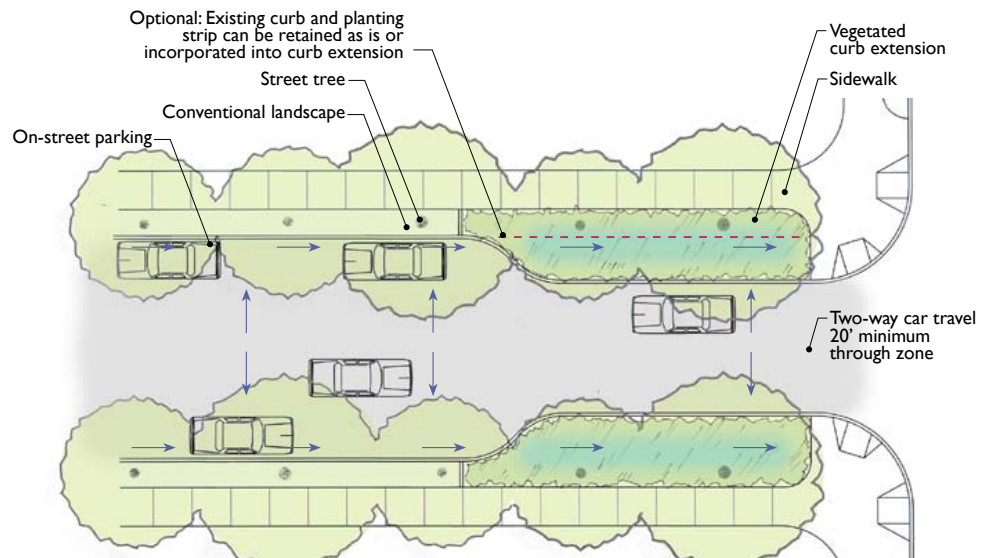 Optional: Existing curb and planting
strip can be retained as is or
incorporated into curb extension
Street tree
Conventional landscape
On-street parking
Vegetated
curb extension
Sidewalk
Two-way car travel
20' minimum
through zone